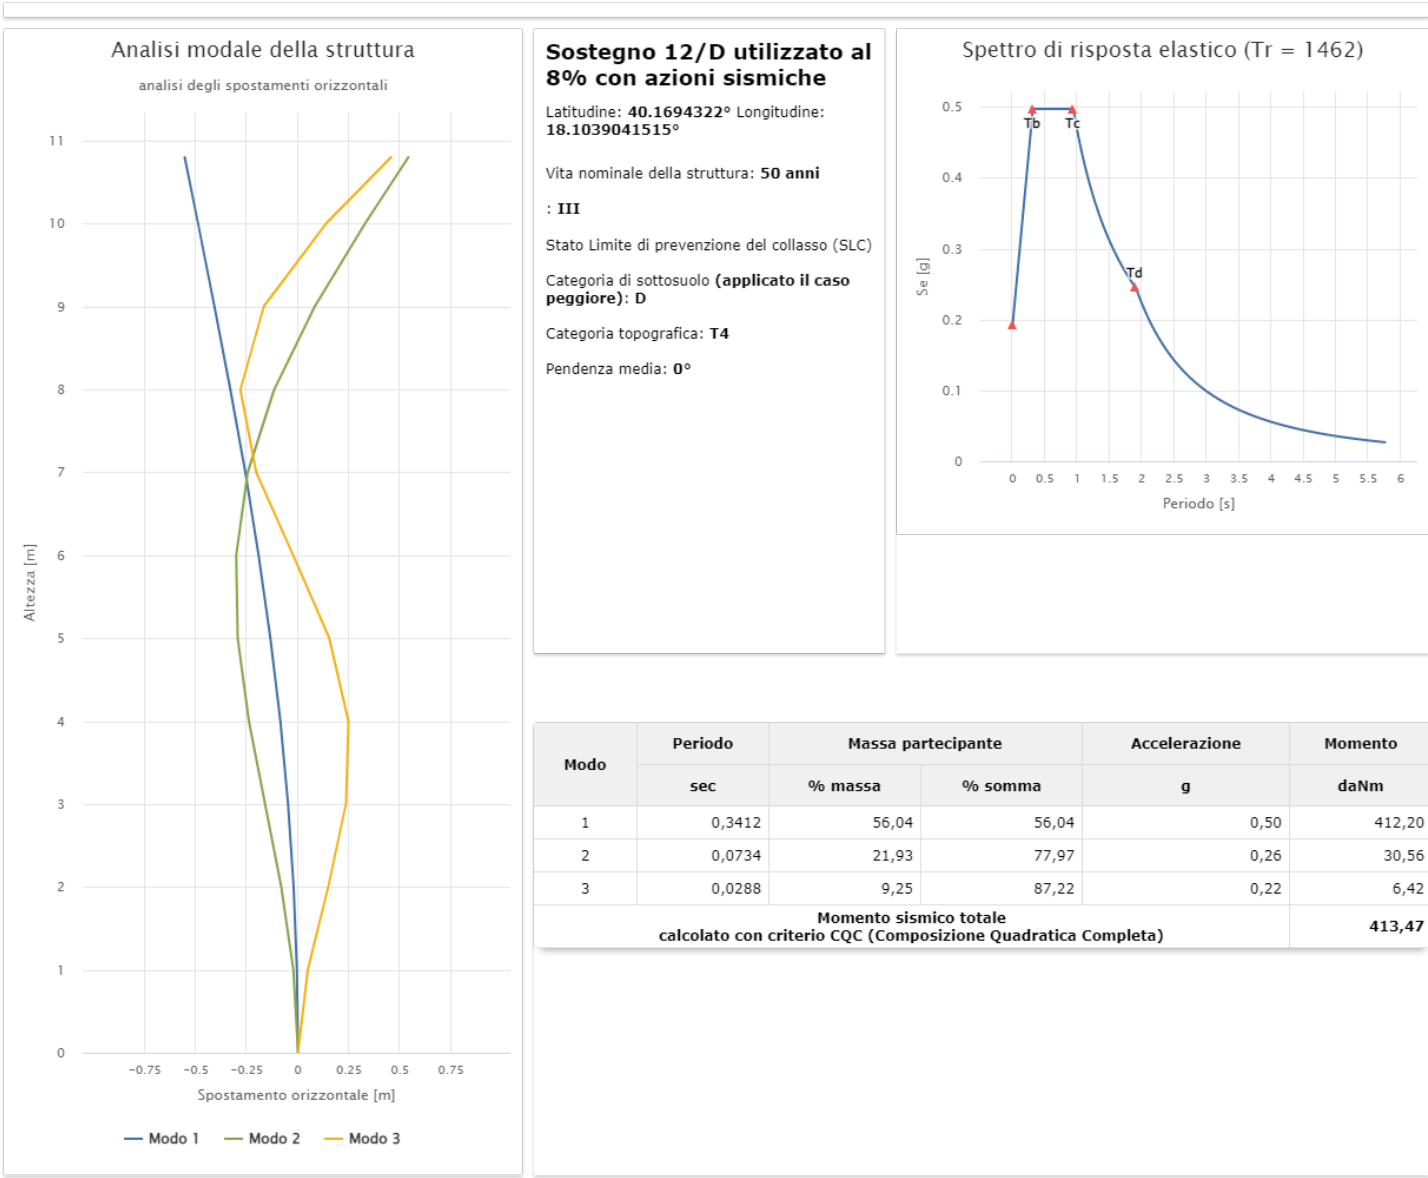 Analisi modale della struttura
analisi degli spostamenti orizzontali
11
10
9
8
7
6
5
4
3
2
1
0
Altezza [m]
−0.75 −0.5 −0.25 0 0.25 0.5 0.75
Spostamento orizzontale [m]
Modo 1 Modo 2 Modo 3
Sostegno 12/D utilizzato al
8% con azioni sismiche
Latitudine: 40.1694322° Longitudine:
18.1039041515°
Vita nominale della struttura: 50 anni
: III
Stato Limite di prevenzione del collasso (SLC)
Categoria di sottosuolo (applicato il caso
peggiore): D
Categoria topografica: T4
Pendenza media: 0°
Spettro di risposta elastico (Tr = 1462)
0.5
0.4
0.3
0.2
0.1
0
Se [g]
Tb Tc
Td
0 0.5 1 1.5 2 2.5 3 3.5 4 4.5 5 5.5 6
Periodo [s]
Modo Periodo Massa partecipante Accelerazione Momento
sec % massa % somma g daNm
1 0,3412 56,04 56,04 0,50 412,20
2 0,0734 21,93 77,97 0,26 30,56
3 0,0288 9,25 87,22 0,22 6,42
Momento sismico totale
calcolato con criterio CQC (Composizione Quadratica Completa) 413,47